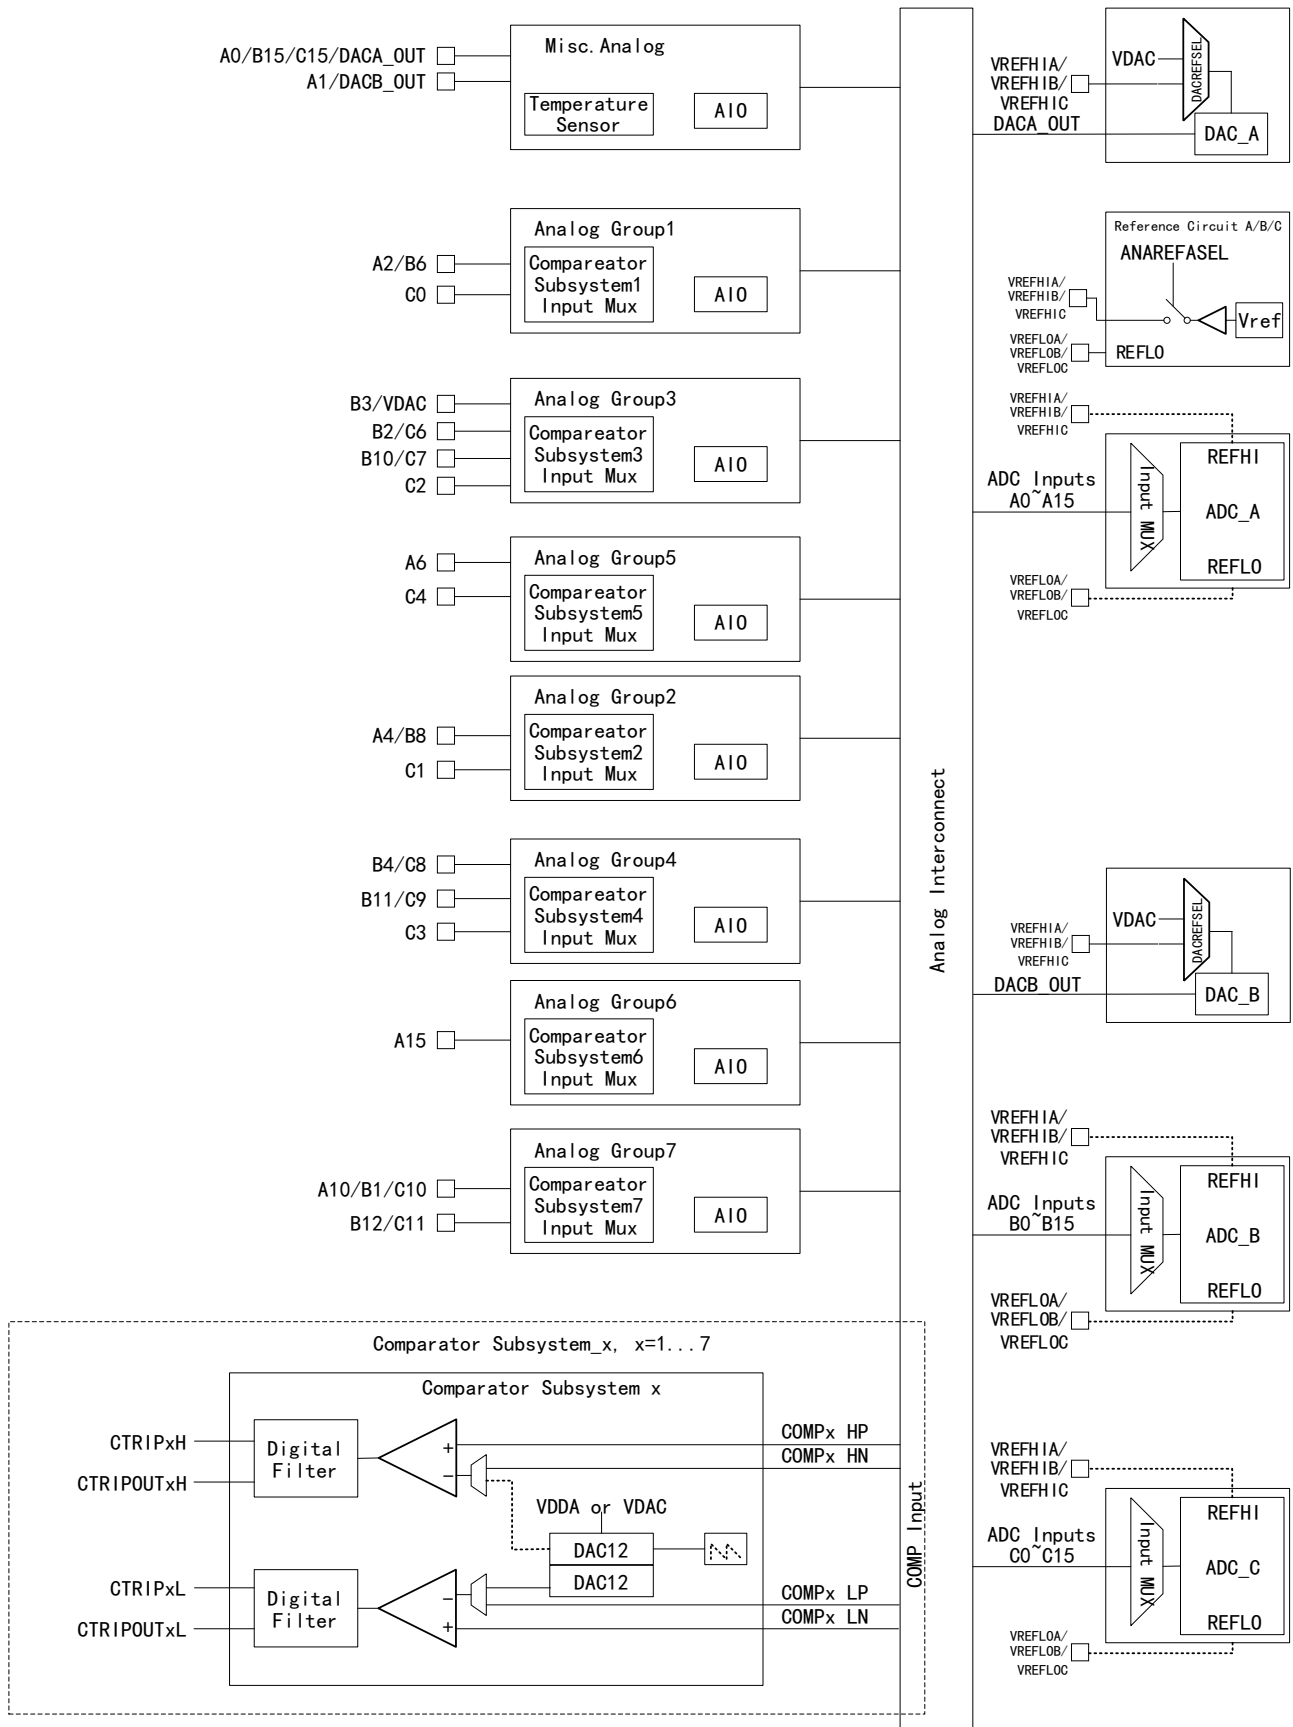 A0/B15/C15/DACA_OUT
A1/DACB_OUT
Misc.Analog
Temperature
Sensor
AIO
A2/B6
C0
Analog Group1
Compareator
Subsystem1
Input Mux
AIO
B3/VDAC
B2/C6
B10/C7
C2
Analog Group3
Compareator
Subsystem3
Input Mux
AIO
A6
C4
Analog Group5
Compareator
Subsystem5
Input Mux
AIO
A4/B8
C1
Analog Group2
Compareator
Subsystem2
Input Mux
AIO
B4/C8
B11/C9
C3
Analog Group4
Compareator
Subsystem4
Input Mux
AIO
A15
Analog Group6
Compareator
Subsystem6
Input Mux
AIO
A10/B1/C10
B12/C11
Analog Group7
Compareator
Subsystem7
Input Mux
AIO
Comparator Subsystem_x, x=1...7
Comparator Subsystem x
CTRIPxH
CTRIPOUTxH
Digital
Filter
+
−
COMPx HP
COMPx HN
VDDA or VDAC
DAC12
DAC12
CTRIPxL
CTRIPOUTxL
Digital
Filter
−
+
COMPx LP
COMPx LN
COMP Input
Analog Interconnect
VREFHIA/
VREFHIB/
VREFHIC
DACA_OUT
VDAC
DACREFSEL
DAC_A
Reference Circuit A/B/C
ANAREFASEL
VREFHIA/
VREFHIB/
VREFHIC
Vref
VREFLOA/
VREFLOB/
VREFLOC
REFLO
VREFHIA/
VREFHIB/
VREFHIC
ADC Inputs
A0~A15
Input MUX
REFHI
ADC_A
REFLO
VREFLOA/
VREFLOB/
VREFLOC
VREFHIA/
VREFHIB/
VREFHIC
DACB_OUT
VDAC
DACREFSEL
DAC_B
VREFHIA/
VREFHIB/
VREFHIC
ADC Inputs
B0~B15
Input MUX
REFHI
ADC_B
REFLO
VREFLOA/
VREFLOB/
VREFLOC
VREFHIA/
VREFHIB/
VREFHIC
ADC Inputs
C0~C15
Input MUX
REFHI
ADC_C
REFLO
VREFLOA/
VREFLOB/
VREFLOC